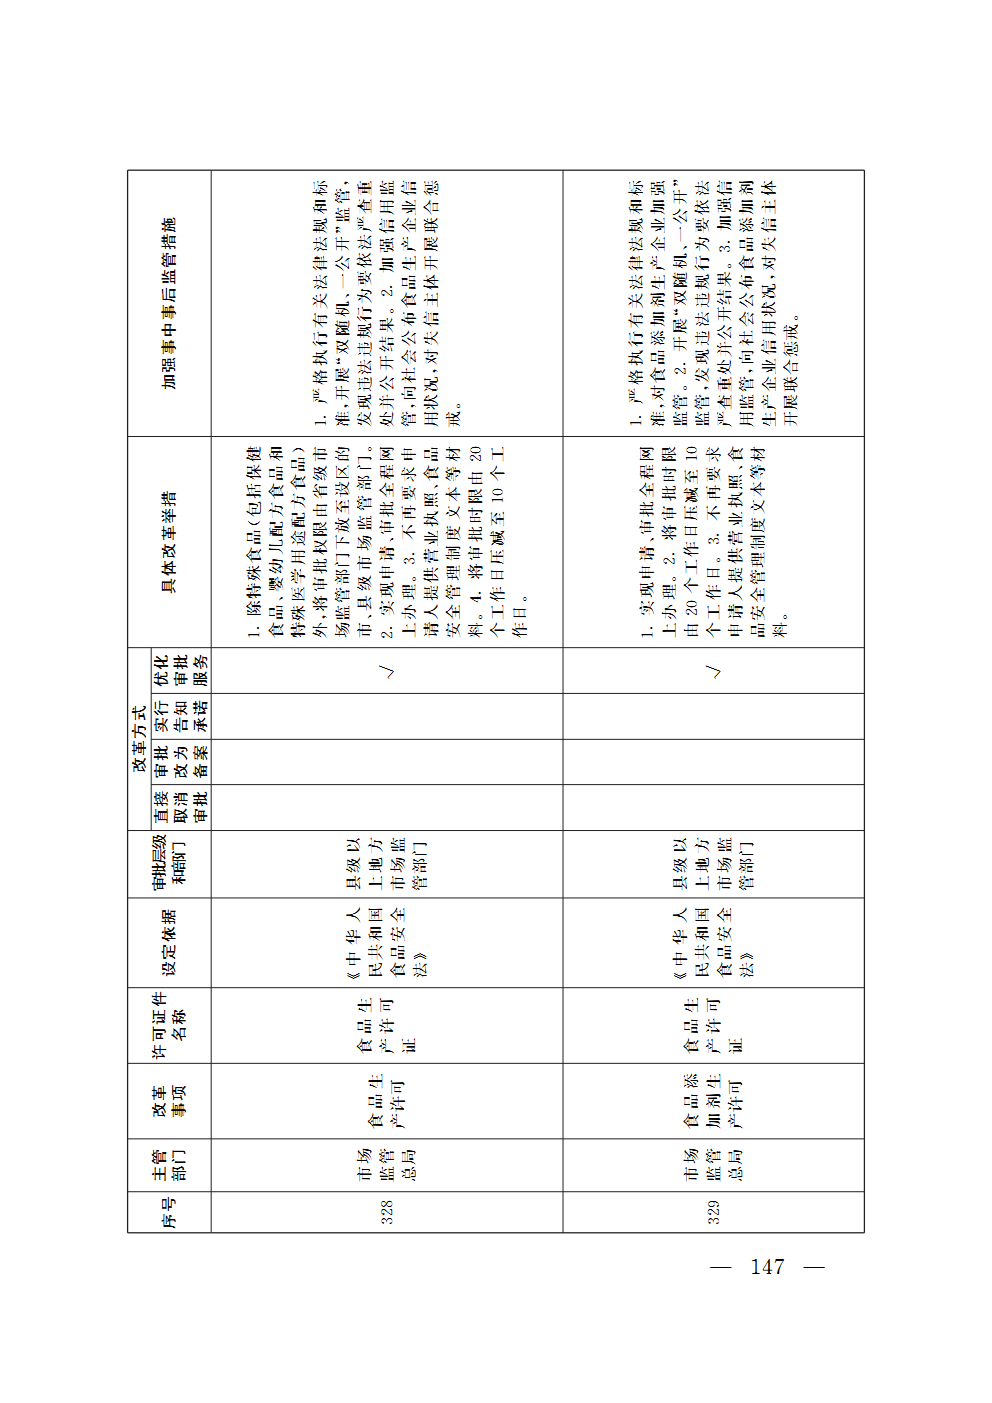 序号
主管
部门
改革
事项
许可证件
名称
设定依据
审批层级
和部门
改革方式
直接
取消
审批
审批
改为
备案
实行
告知
承诺
优化
审批
服务
具体改革举措
加强事中事后监管措施
328
市场
监管
总局
食品生
产许可
食品生
产许可
证
《中华人
民共和国
食品安全
法》
县级以
上地方
市场监
管部门
√
1. 除特殊食品(包括保健
食品、婴幼儿配方食品和
特殊医学用途配方食品)
外,将审批权限由省级市
场监管部门下放至设区的
市、县级市场监管部门。
2. 实现申请、审批全程网
上办理。3. 不再要求申
请人提供营业执照、食品
安全管理制度文本等材
料。4. 将审批时限由 20
个工作日压减至 10 个工
作日。
1. 严格执行有关法律法规和标
准,开展“双随机、一公开”监管,
发现违法违规行为要依法严查重
处并公开结果。2. 加强信用监
管,向社会公布食品生产企业信
用状况,对失信主体开展联合惩
戒。
329
市场
监管
总局
食品添
加剂生
产许可
食品生
产许可
证
《中华人
民共和国
食品安全
法》
县级以
上地方
市场监
管部门
√
1. 实现申请、审批全程网
上办理。2. 将审批时限
由 20 个工作日压减至 10
个工作日。3. 不再要求
申请人提供营业执照、食
品安全管理制度文本等材
料。
1. 严格执行有关法律法规和标
准,对食品添加剂生产企业加强
监管。2. 开展“双随机、一公开”
监管,发现违法违规行为要依法
严查重处并公开结果。3. 加强信
用监管,向社会公布食品添加剂
生产企业信用状况,对失信主体
开展联合惩戒。
— 147 —